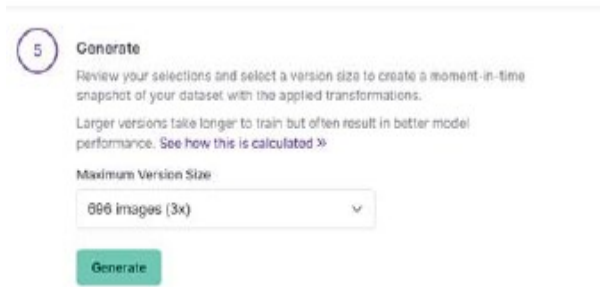 5
Generate
Review your selections and select a version size to create a moment-in-time
snapshot of your dataset with the applied transformations.
Larger versions take longer to train but often result in better model
performance. See how this is calculated »
Maximum Version Size
696 images (3x)
Generate